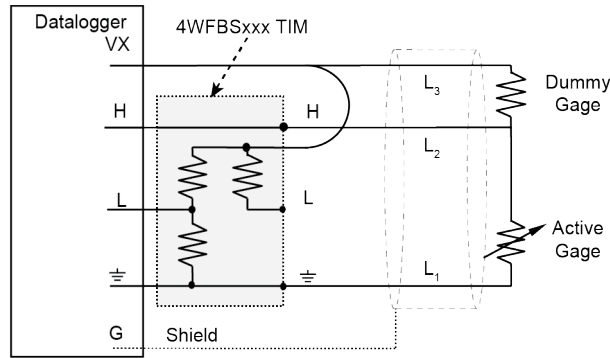 Datalogger
VX
4WFBSxxx TIM
H
H
L
L
G
Shield
L3
L2
L1
Dummy
Gage
Active
Gage